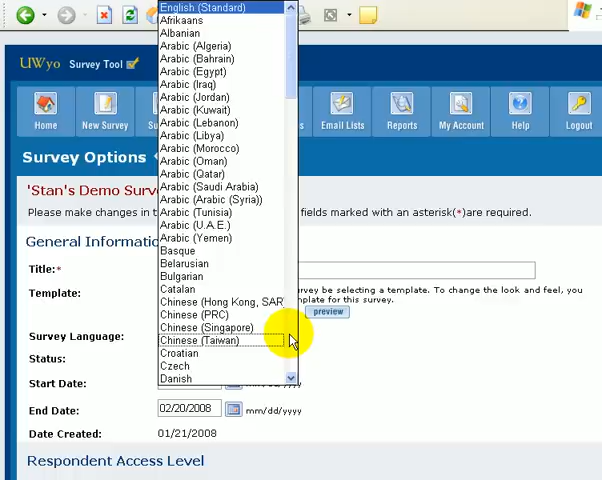 English (Standard)
Afrikaans
Albanian
Arabic (Algeria)
Arabic (Bahrain)
Arabic (Egypt)
Arabic (Iraq)
Arabic (Jordan)
Arabic (Kuwait)
Arabic (Lebanon)
Arabic (Libya)
Arabic (Morocco)
Arabic (Oman)
Arabic (Qatar)
Arabic (Saudi Arabia)
Arabic (Arabic (Syria))
Arabic (Tunisia)
Arabic (U.A.E.)
Arabic (Yemen)
Basque
Belarusian
Bulgarian
Catalan
Chinese (Hong Kong, SAR)
Chinese (PRC)
Chinese (Singapore)
Chinese (Taiwan)
Croatian
Czech
Danish
UWyo Survey Tool
Home
New Survey
Email Lists
Reports
My Account
Help
Logout
Survey Options
'Stan's Demo Surve
Please make changes in t
fields marked with an asterisk(*)are required.
General Informatio
Title:*
Template:
urvey be selecting a template. To change the look and feel, you
mplate for this survey.
preview
Survey Language:
Status:
Start Date:
mm/dd/yyyy
End Date:
02/20/2008
mm/dd/yyyy
Date Created:
01/21/2008
Respondent Access Level